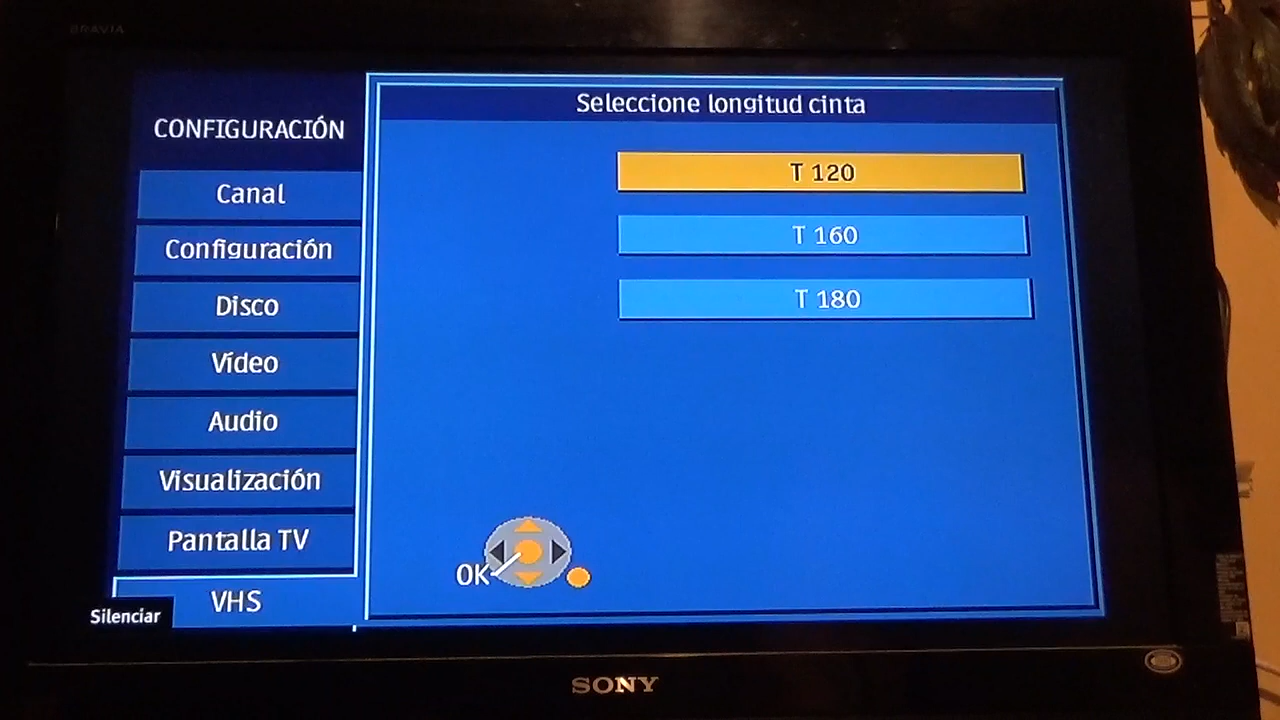 BRAVIA
CONFIGURACIÓN
Canal
Configuración
Disco
Vídeo
Audio
Visualización
Pantalla TV
VHS
Silenciar
Seleccione longitud cinta
T 120
T 160
T 180
OK
SONY